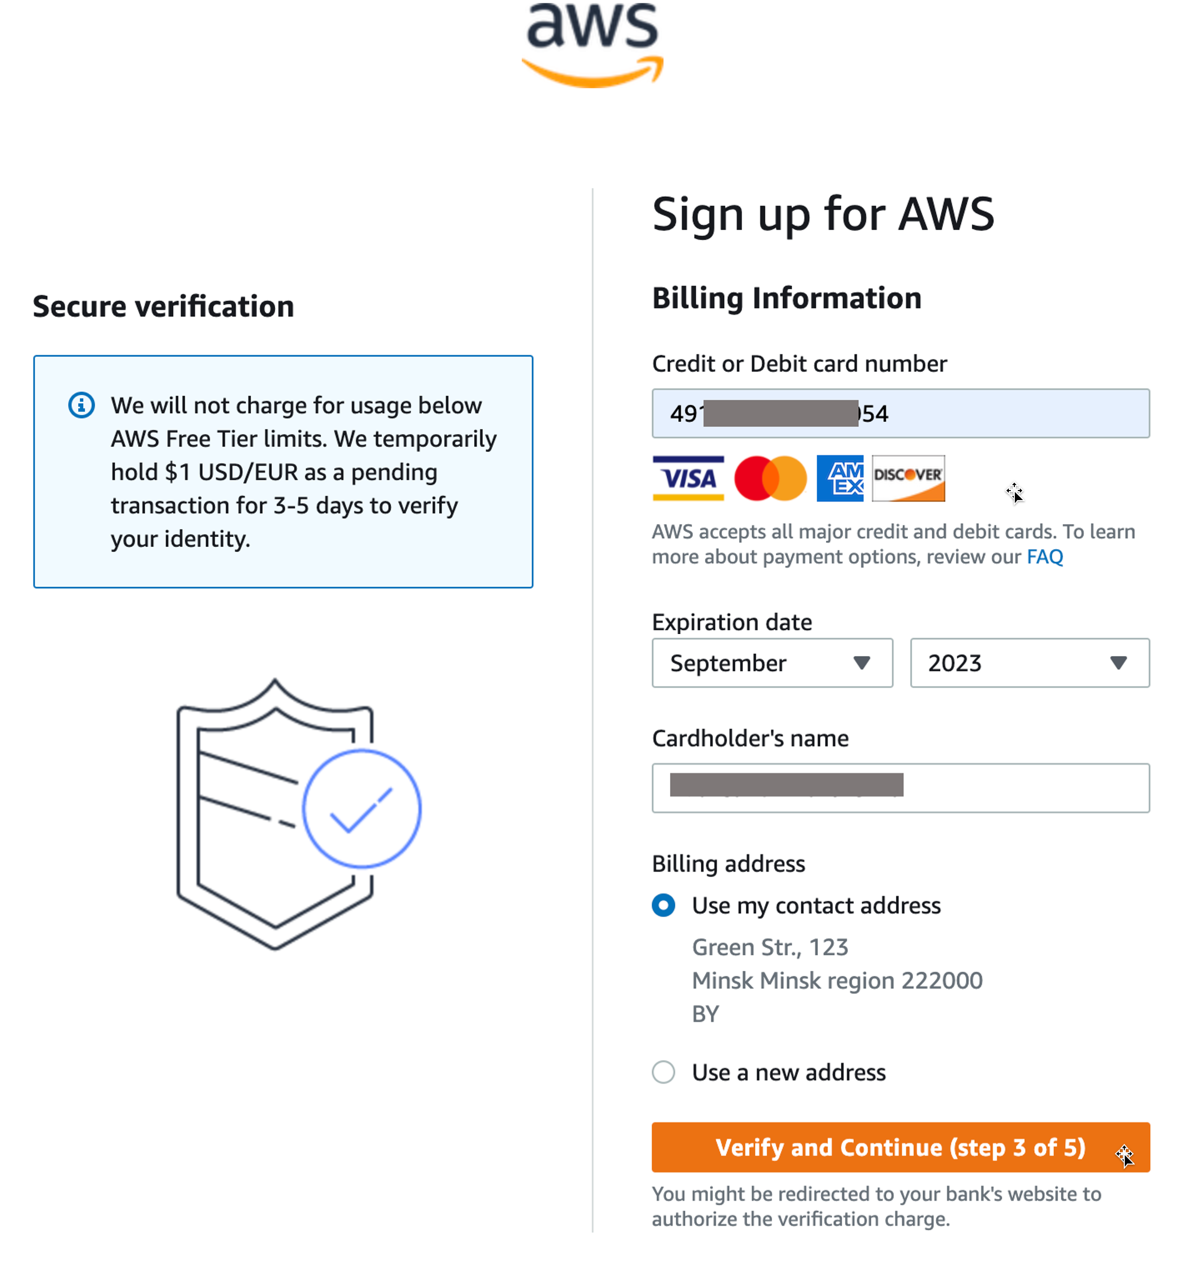 aws
Secure verification
We will not charge for usage below
AWS Free Tier limits. We temporarily
hold $1 USD/EUR as a pending
transaction for 3-5 days to verify
your identity.
Sign up for AWS
Billing Information
Credit or Debit card number
49 054
VISA
AM
EX
DISCOVER
AWS accepts all major credit and debit cards. To learn
more about payment options, review our FAQ
Expiration date
September 2023
Cardholder's name
Billing address
Use my contact address
Green Str., 123
Minsk Minsk region 222000
BY
Use a new address
Verify and Continue (step 3 of 5)
You might be redirected to your bank's website to
authorize the verification charge.